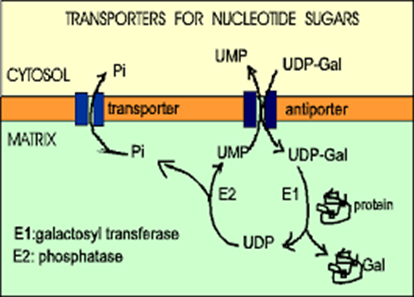 TRANSPORTERS FOR NUCLEOTIDE SUGARS
CYTOSOL
Pi
UMP
UDP-Gal
transporter
antiporter
MATRIX
Pi
UMP
UDP-Gal
E2
E1
protein
UDP
Gal
E1:galactosyl transferase
E2: phosphatase